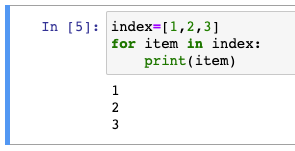 In [5]: index=[1,2,3]
for item in index:
    print(item)
1
2
3